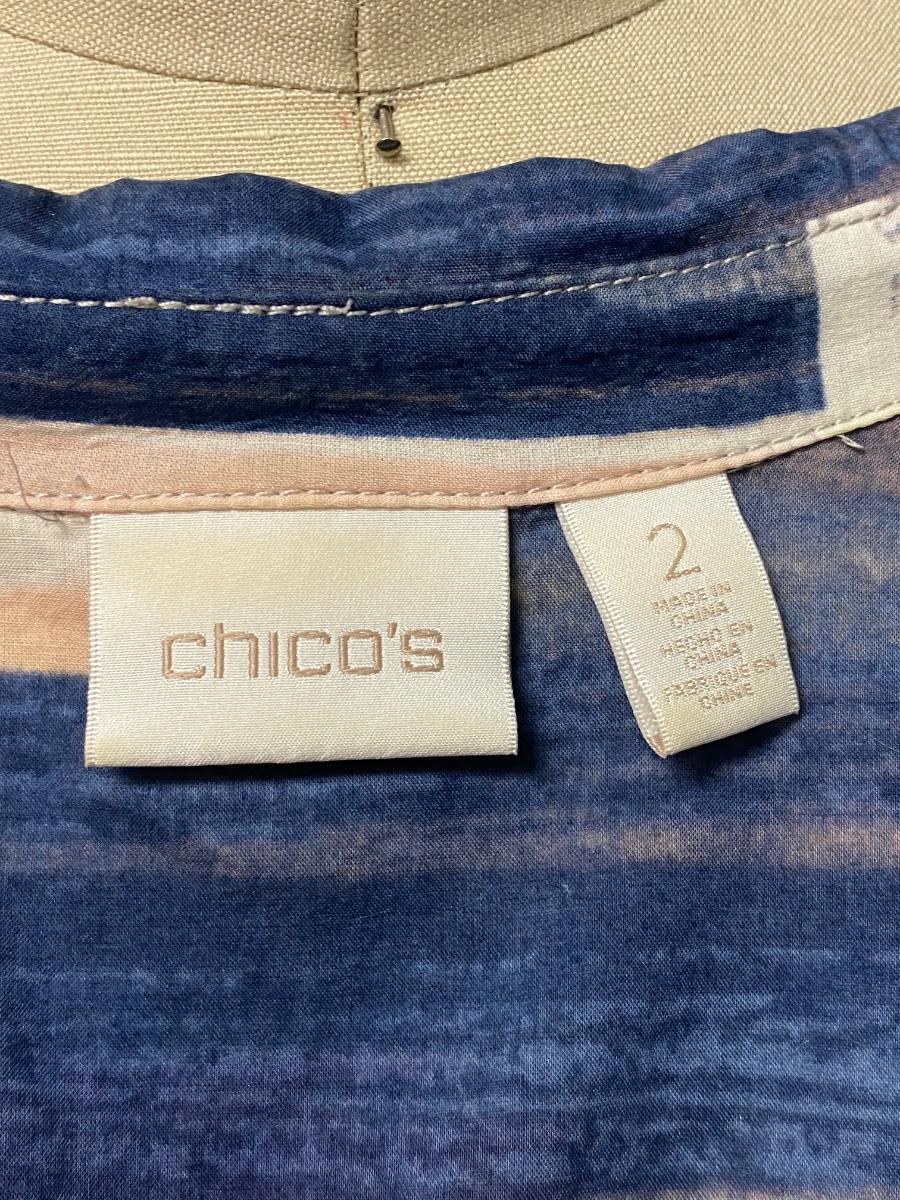 chico's
2
MADE IN
CHINA
HECHO EN
CHINA
FABRIQUÉ EN
CHINE